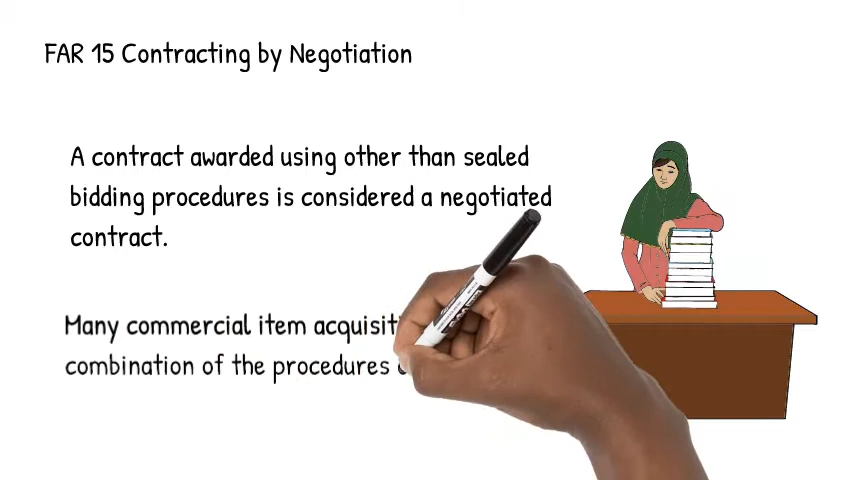 FAR 15 Contracting by Negotiation
A contract awarded using other than sealed
bidding procedures is considered a negotiated
contract.
Many commercial item
combination of the procedures